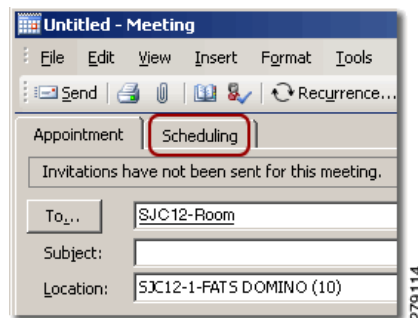 Untitled - Meeting
File Edit View Insert Format Tools
Send Recurrence...
Appointment Scheduling
Invitations have not been sent for this meeting.
To... SJC12-Room
Subject:
Location: SJC12-1-FATS DOMINO (10)
279114